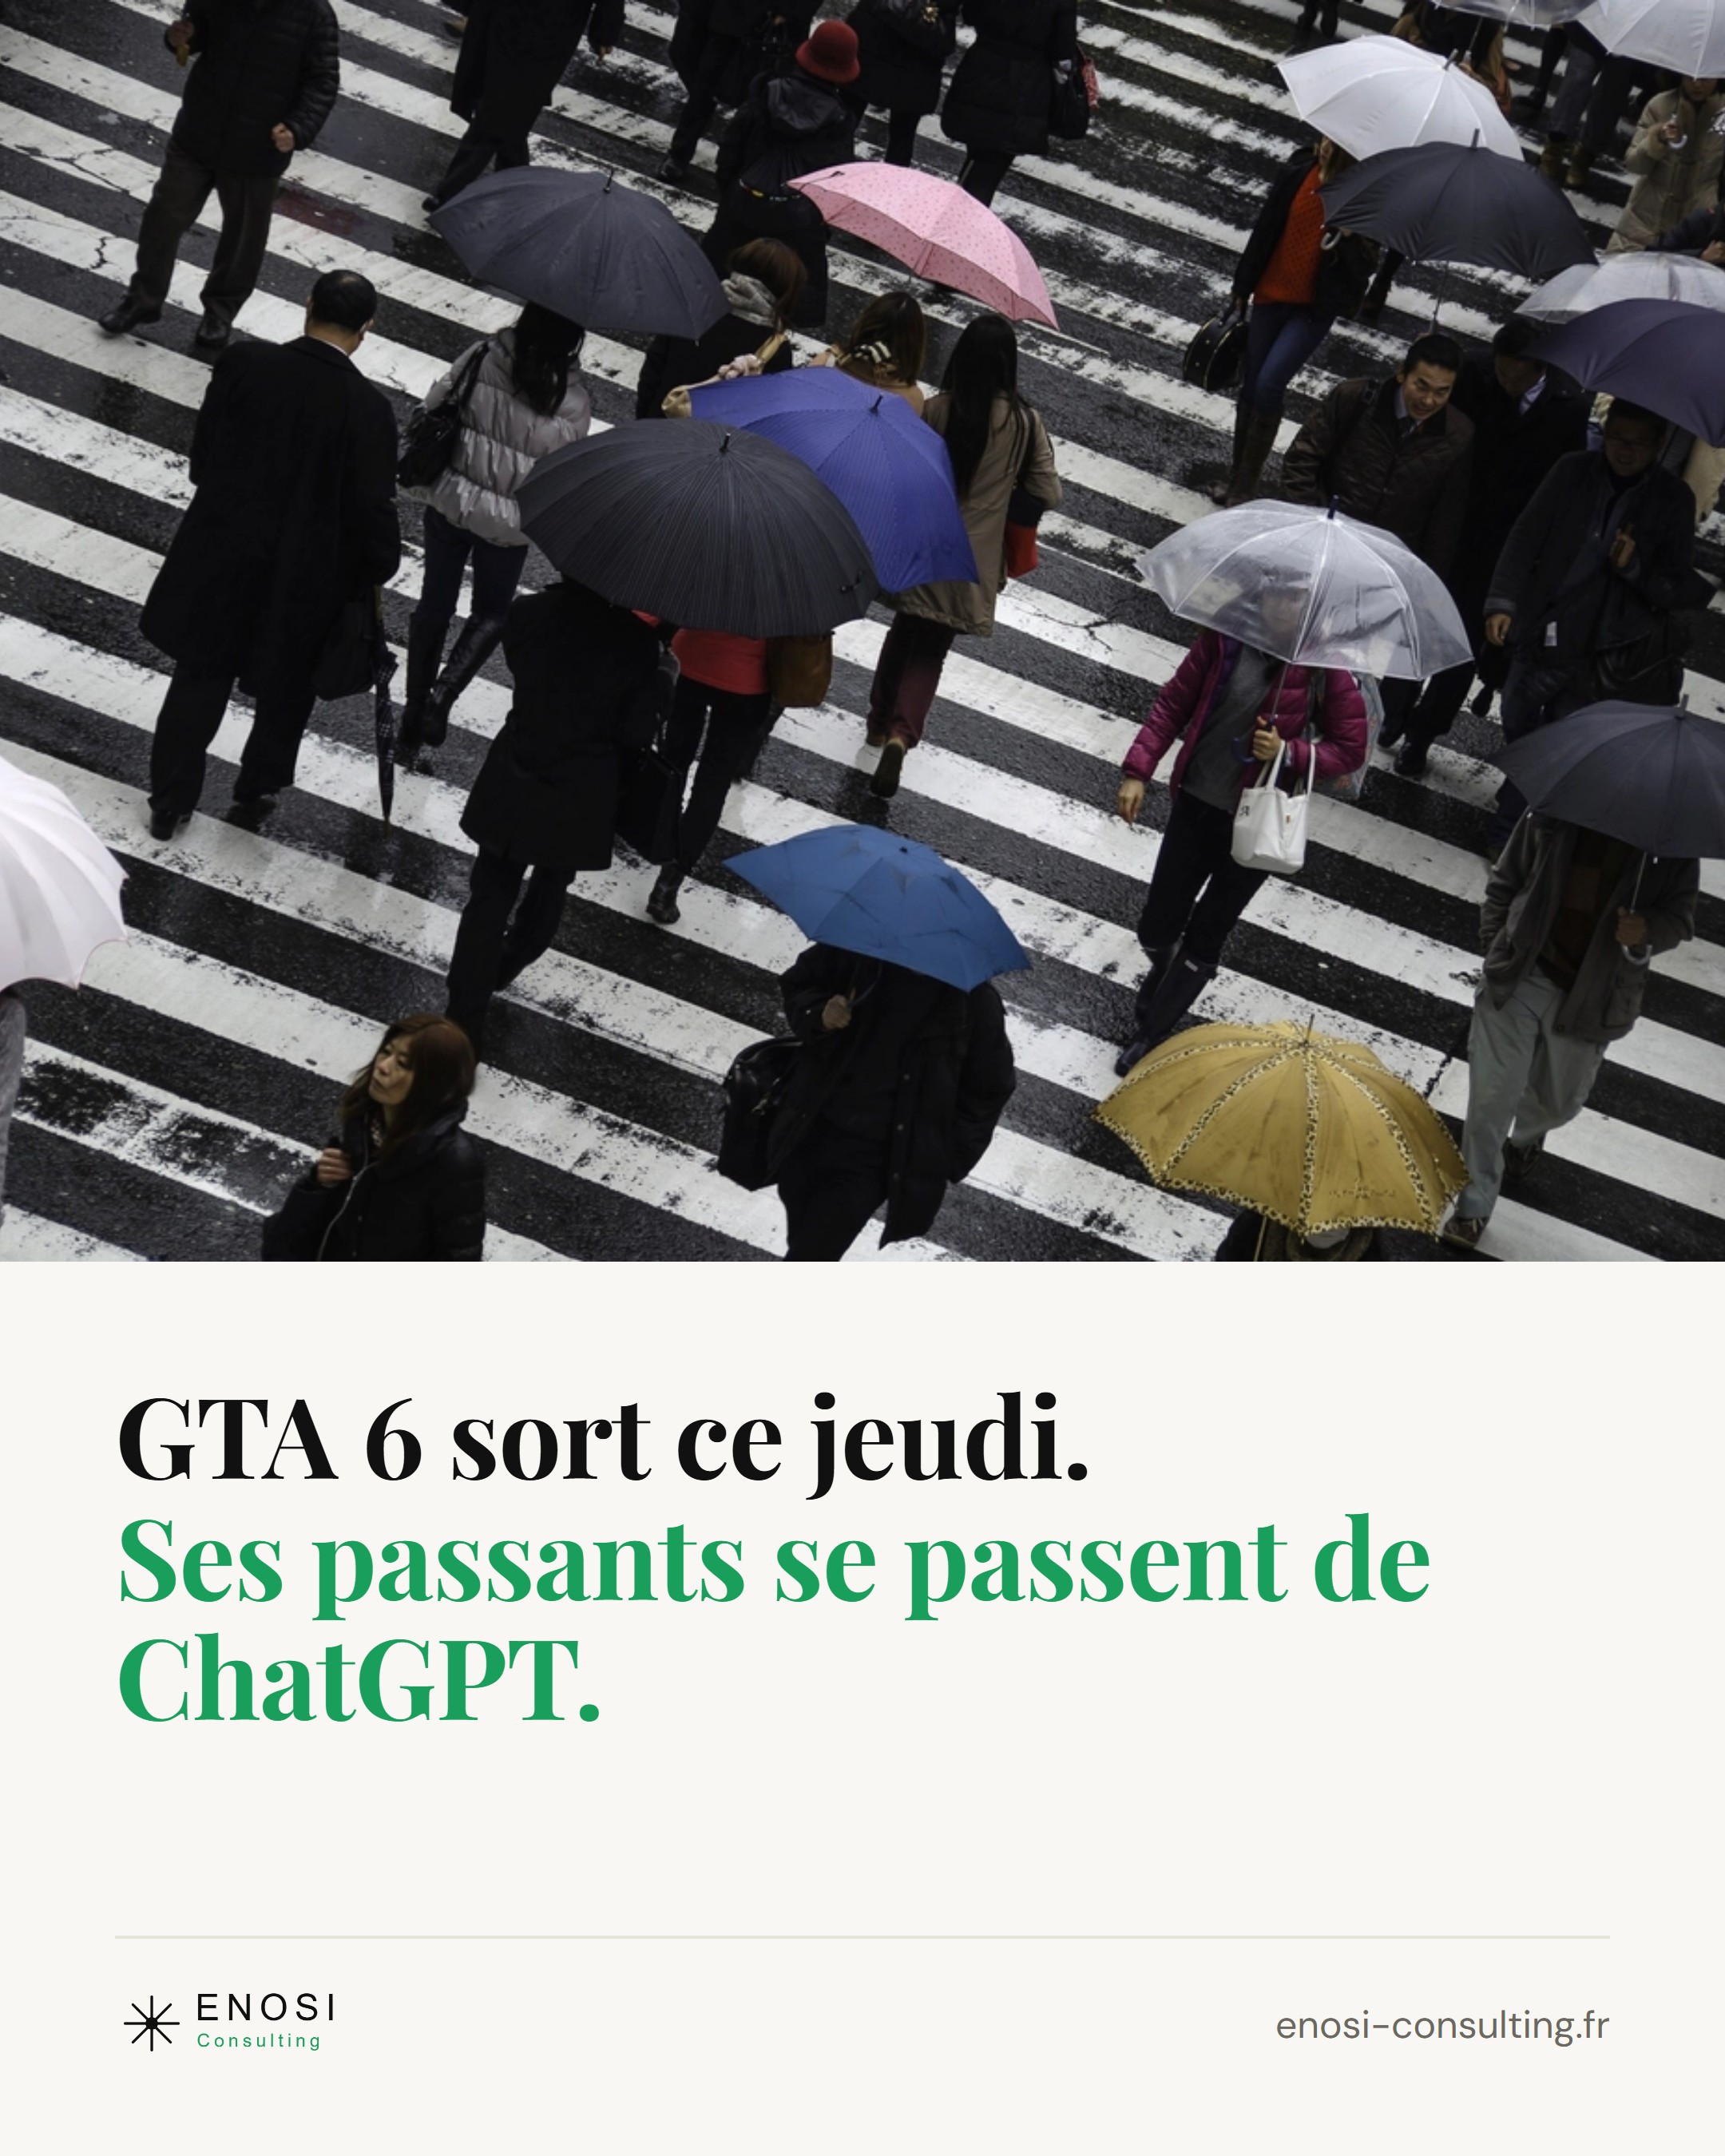 GTA 6 sort ce jeudi.
Ses passants se passent de
ChatGPT.
ENOSI
Consulting
enosi-consulting.fr